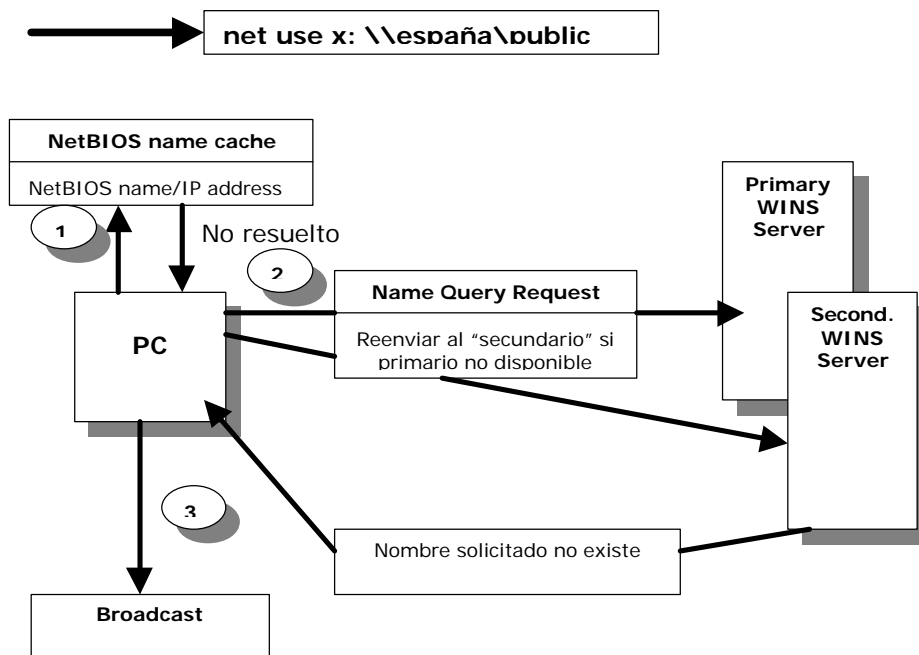 net use x: \\españa\public
NetBIOS name cache
NetBIOS name/IP address
1
No resuelto
2
Name Query Request
Reenviar al “secundario” si
primario no disponible
Primary
WINS
Server
Second.
WINS
Server
PC
3
Nombre solicitado no existe
Broadcast